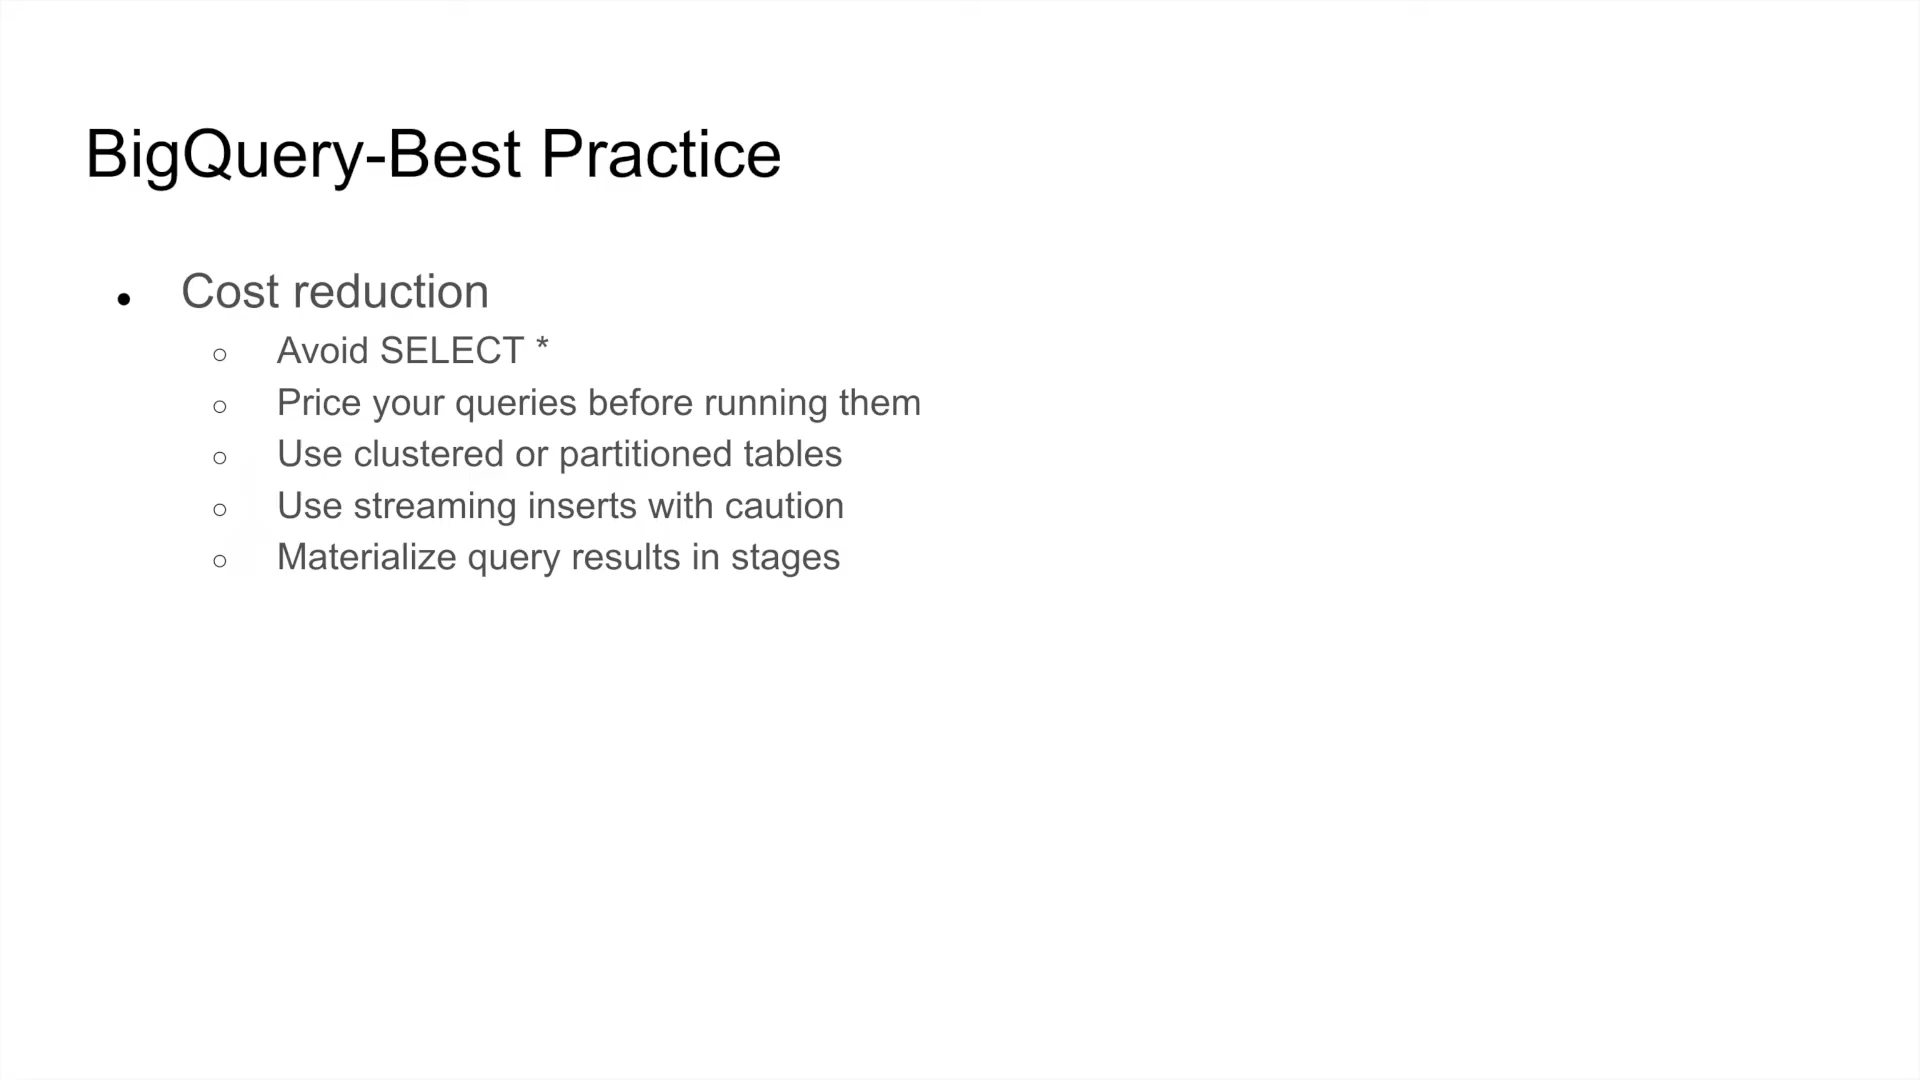 BigQuery-Best Practice
● Cost reduction
○ Avoid SELECT *
○ Price your queries before running them
○ Use clustered or partitioned tables
○ Use streaming inserts with caution
○ Materialize query results in stages